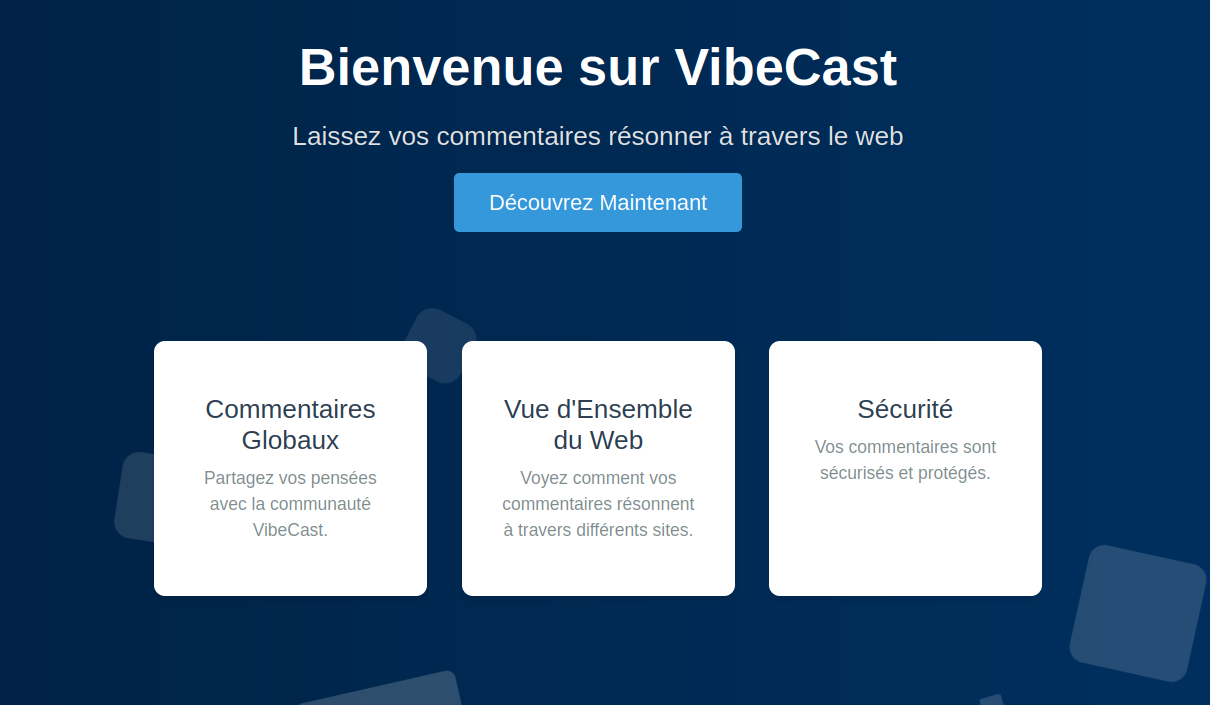 Bienvenue sur VibeCast
Laissez vos commentaires résonner à travers le web
Découvrez Maintenant
Commentaires
Globaux
Partagez vos pensées
avec la communauté
VibeCast.
Vue d'Ensemble
du Web
Voyez comment vos
commentaires résonnent
à travers différents sites.
Sécurité
Vos commentaires sont
sécurisés et protégés.